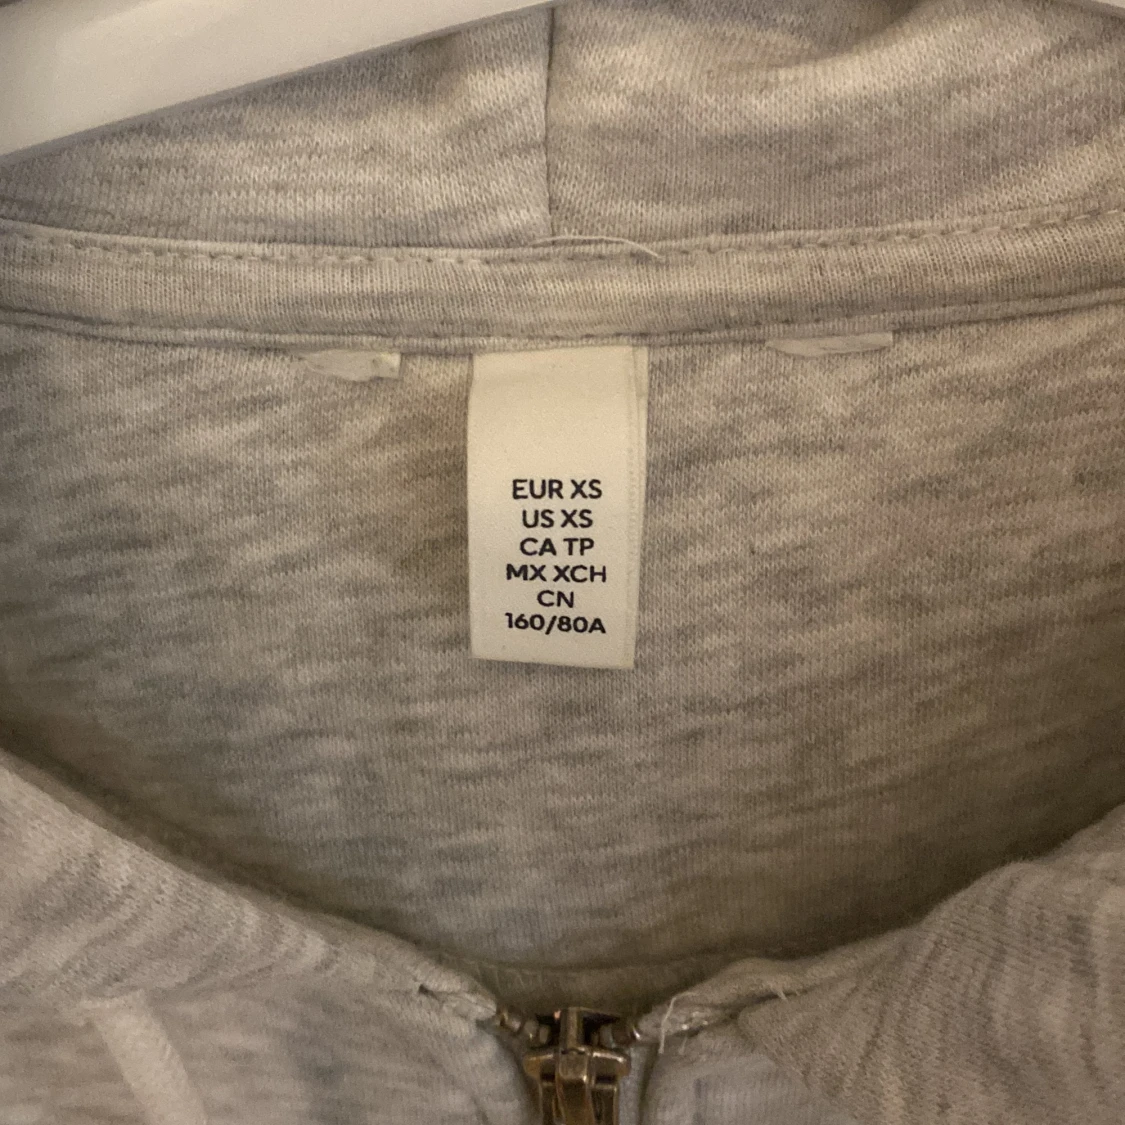 EUR XS
US XS
CA TP
MX XCH
CN
160/80A